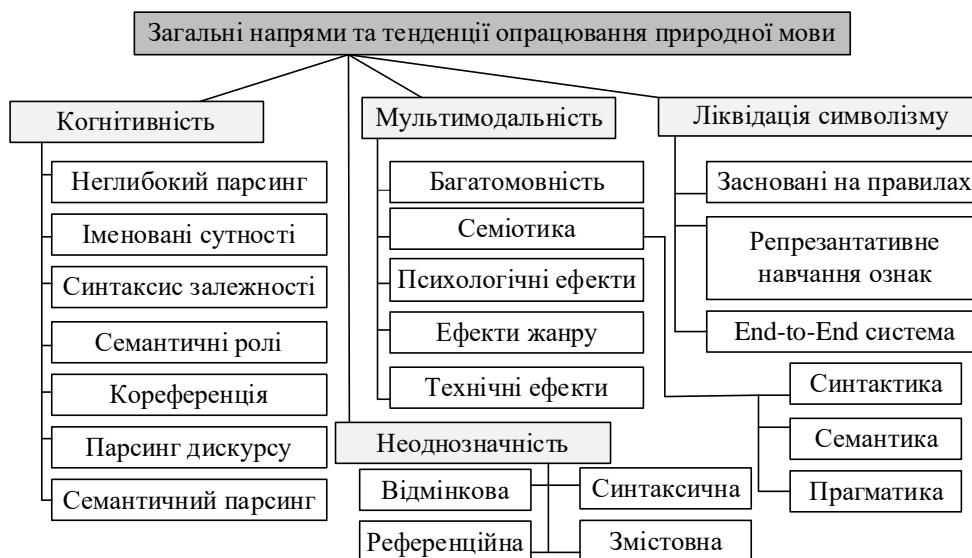 Загальні напрями та тенденції опрацювання природної мови
Когнітивність
Неглибокий парсинг
Іменовані сутності
Синтаксис залежності
Семантичні ролі
Кореференція
Парсинг дискурсу
Семантичний парсинг
Мультимодальність
Багатомовність
Семіотика
Психологічні ефекти
Ефекти жанру
Технічні ефекти
Неоднозначність
Відмінкова
Синтаксична
Референційна
Змістовна
Ліквідація символізму
Засновані на правилах
Репрезантативне
навчання ознак
End-to-End система
Синтактика
Семантика
Прагматика